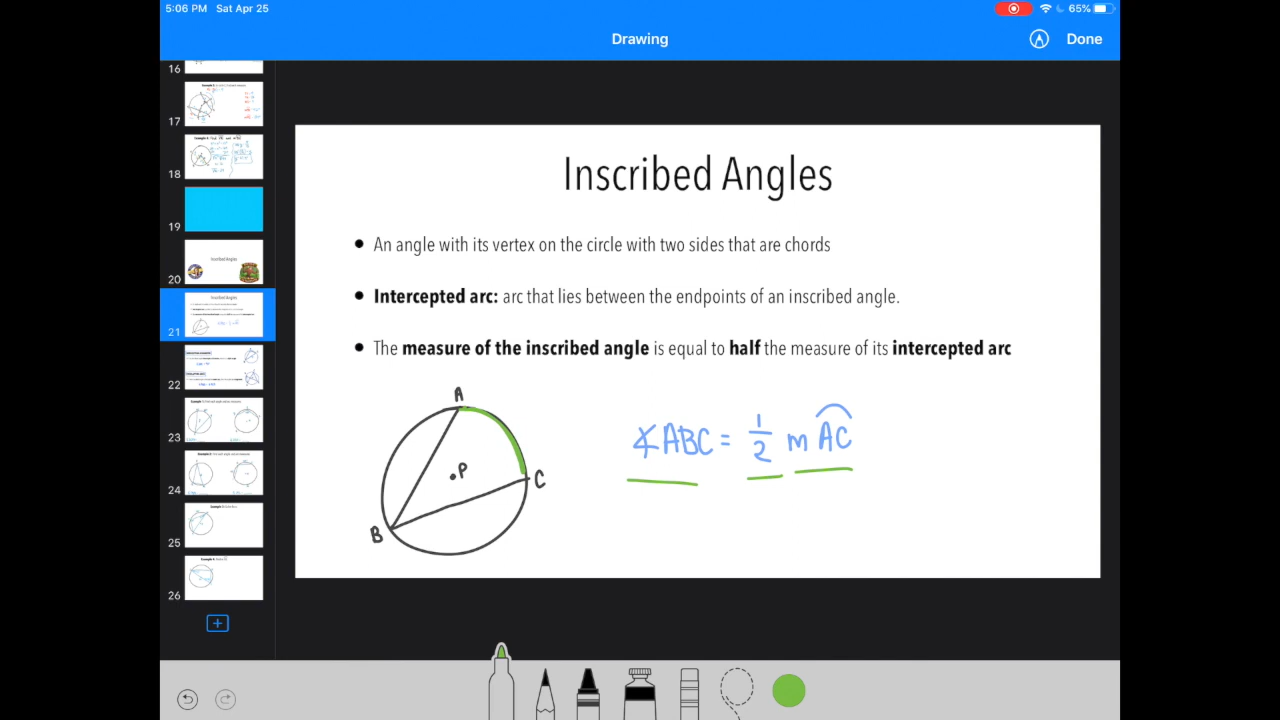 5:06 PM Sat Apr 25
65%
Drawing
Done
16
17
18
19
20
Inscribed Angles
21
Inscribed Angles
22
23
24
25
26
Inscribed Angles
• An angle with its vertex on the circle with two sides that are chords
• Intercepted arc: arc that lies between the endpoints of an inscribed angle.
• The measure of the inscribed angle is equal to half the measure of its intercepted arc
A
P
C
B
∡ABC = 1/2 m AC